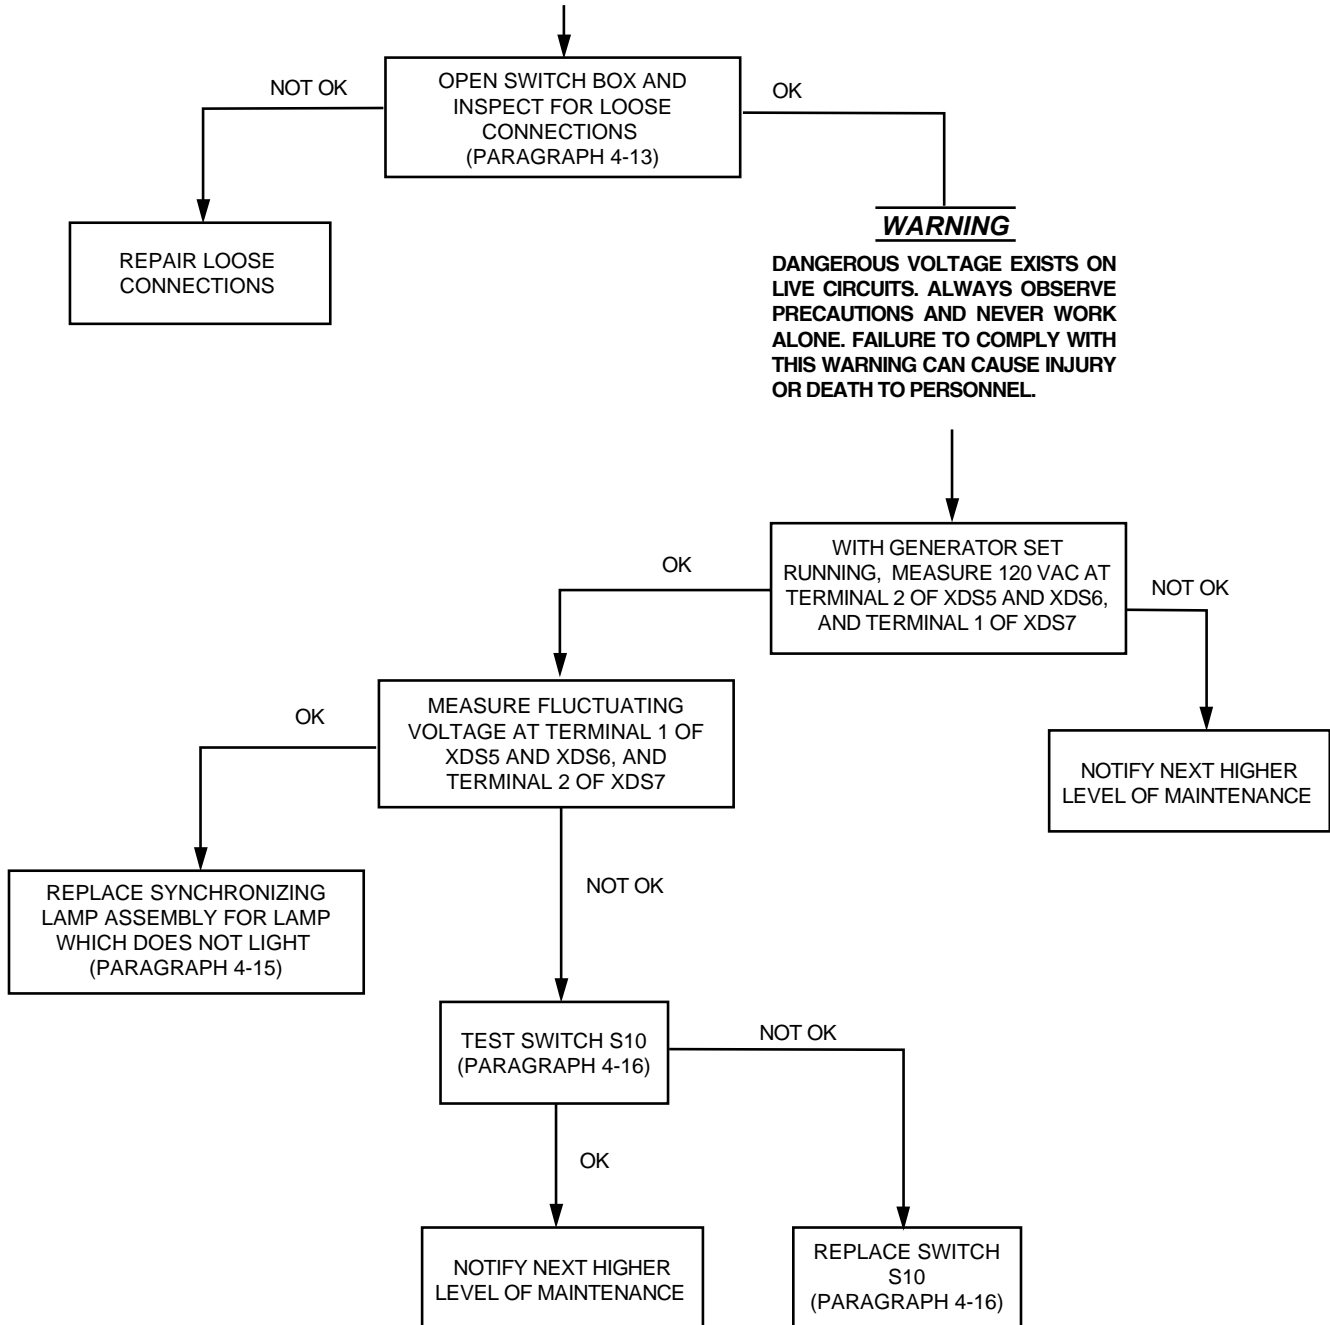 OPEN SWITCH BOX AND
INSPECT FOR LOOSE
CONNECTIONS
(PARAGRAPH 4-13)
NOT OK
OK
REPAIR LOOSE
CONNECTIONS
WARNING
DANGEROUS VOLTAGE EXISTS ON
LIVE CIRCUITS. ALWAYS OBSERVE
PRECAUTIONS AND NEVER WORK
ALONE. FAILURE TO COMPLY WITH
THIS WARNING CAN CAUSE INJURY
OR DEATH TO PERSONNEL.
WITH GENERATOR SET
RUNNING, MEASURE 120 VAC AT
TERMINAL 2 OF XDS5 AND XDS6,
AND TERMINAL 1 OF XDS7
OK
NOT OK
MEASURE FLUCTUATING
VOLTAGE AT TERMINAL 1 OF
XDS5 AND XDS6, AND
TERMINAL 2 OF XDS7
OK
NOTIFY NEXT HIGHER
LEVEL OF MAINTENANCE
REPLACE SYNCHRONIZING
LAMP ASSEMBLY FOR LAMP
WHICH DOES NOT LIGHT
(PARAGRAPH 4-15)
NOT OK
TEST SWITCH S10
(PARAGRAPH 4-16)
NOT OK
OK
NOTIFY NEXT HIGHER
LEVEL OF MAINTENANCE
REPLACE SWITCH
S10
(PARAGRAPH 4-16)